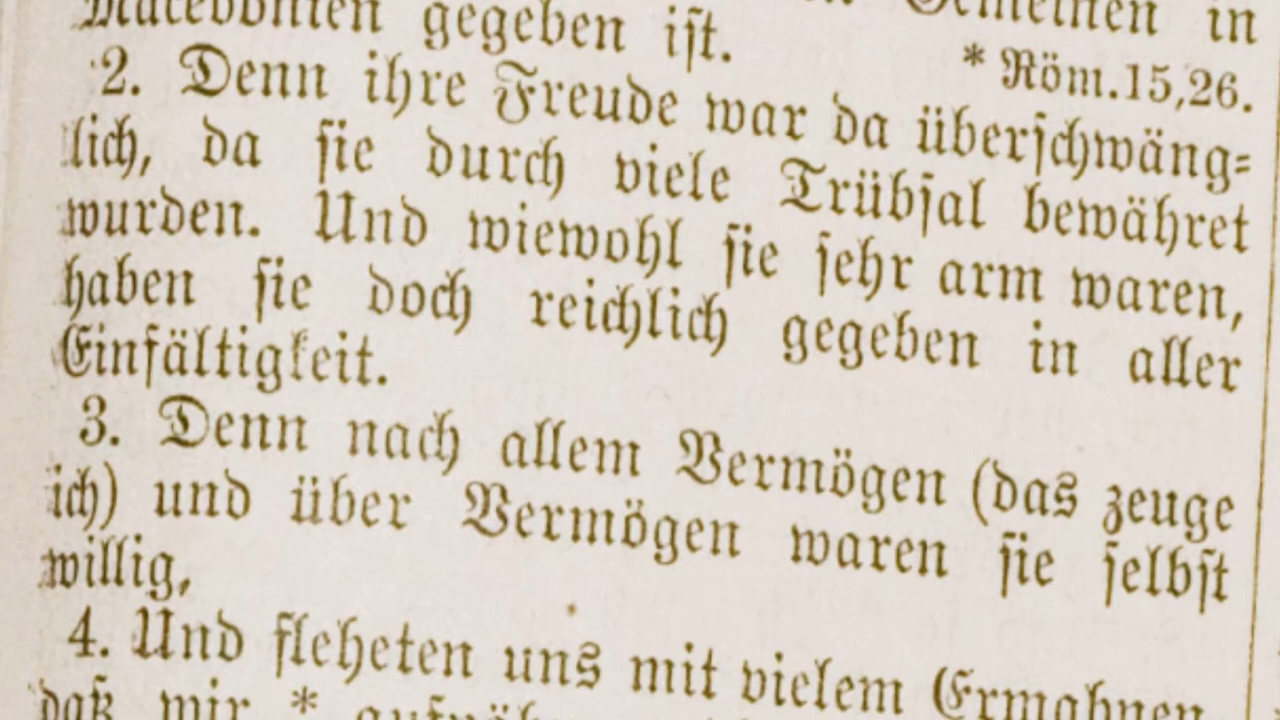 Macedonien gegeben ist.
Gemeinen in
* Röm.15,26.
2. Denn ihre Freude war da überschwäng=
lich, da sie durch viele Trübsal bewähret
wurden. Und wiewohl sie sehr arm waren,
haben sie doch reichlich gegeben in aller
Einfältigkeit.
3. Denn nach allem Vermögen (das zeuge
ich) und über Vermögen waren sie selbst
willig,
4. Und fleheten uns mit vielem Ermahnen,
daß wir *